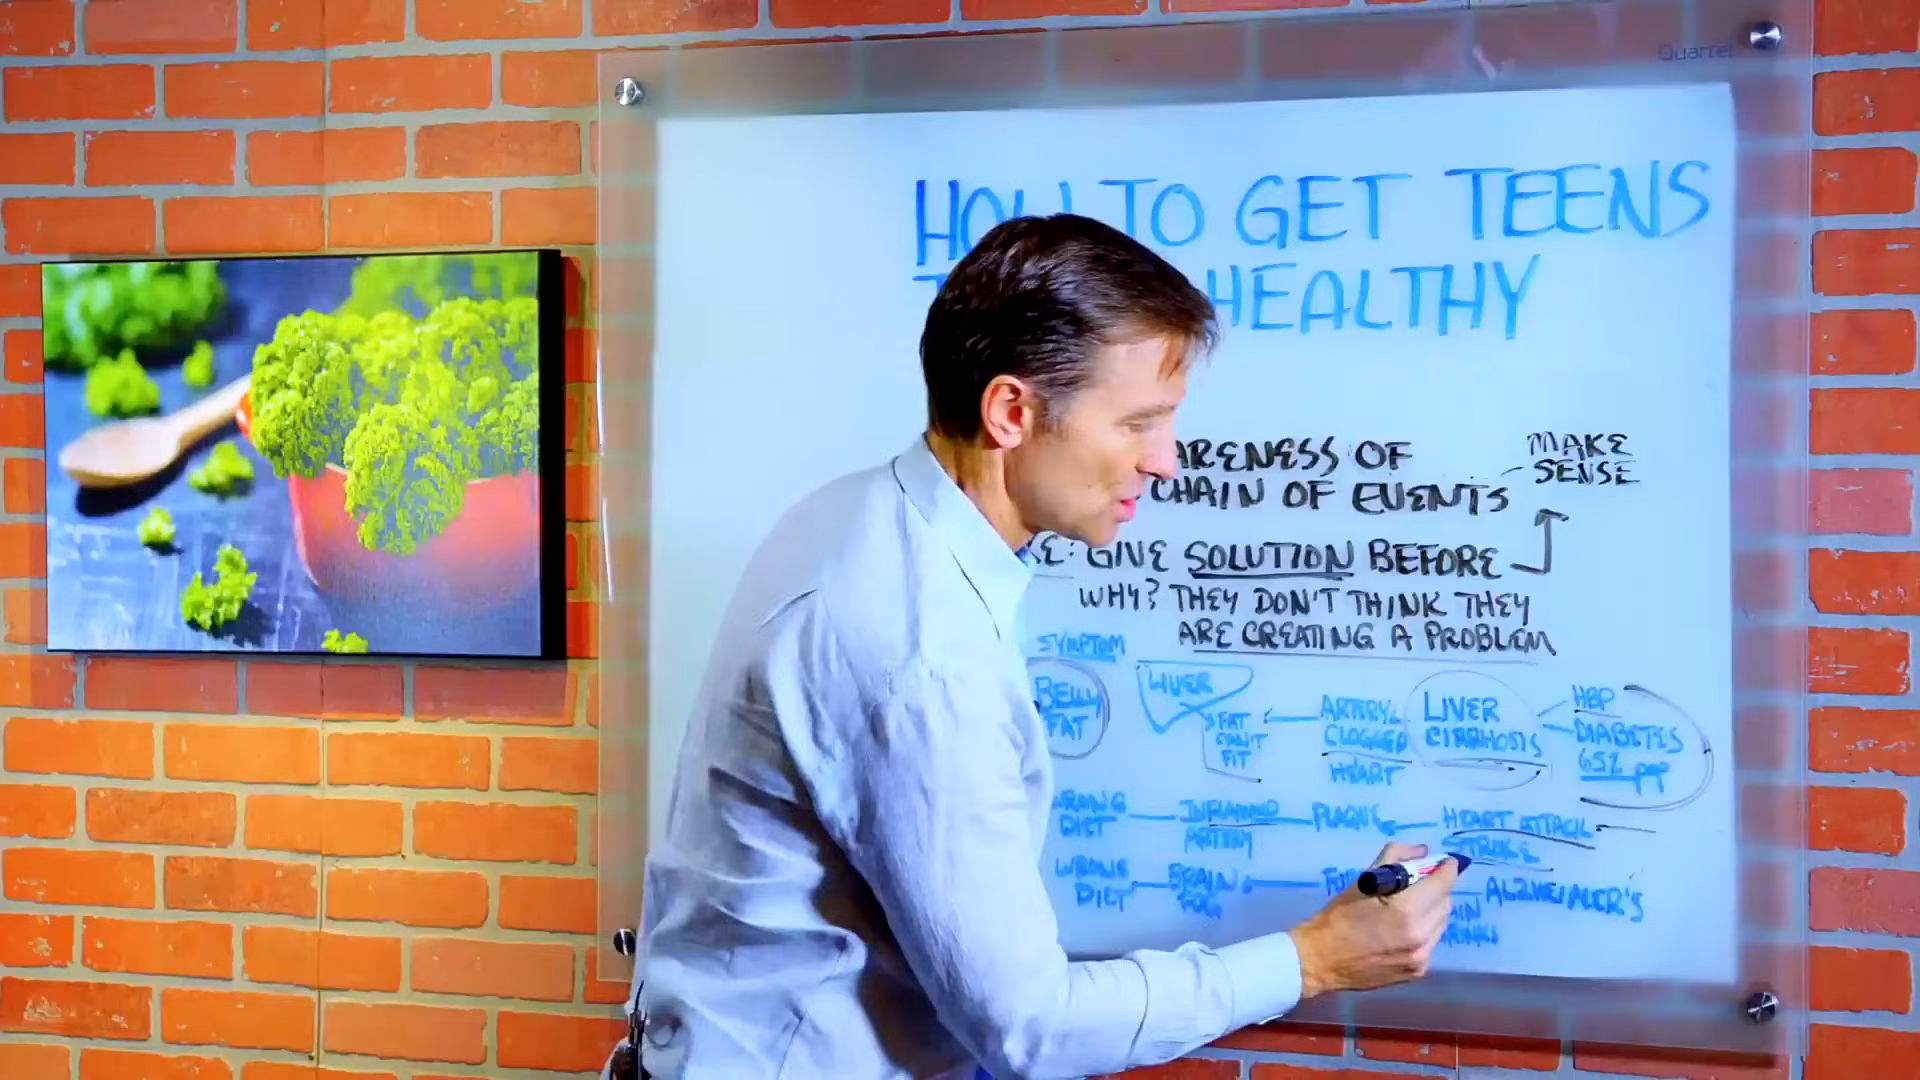 Quartet
HOW TO GET TEENS
HEALTHY
ARENESS OF
CHAIN OF EVENTS
MAKE
SENSE
E: GIVE SOLUTION BEFORE
WHY? THEY DON'T THINK THEY
ARE CREATING A PROBLEM
SYMPTOM
BELLY
FAT
LIVER
FAT
CAN'T
FIT
ARTERY
CLOGGED
HEART
LIVER
CIRRHOSIS
HBP
DIABETES
65% pop
WRONG
DIET
INFLAMED
ARTERY
PLAQUE
HEART ATTACK
STROKE
WRONG
DIET
BRAIN
FOG
ALZHEIMER'S